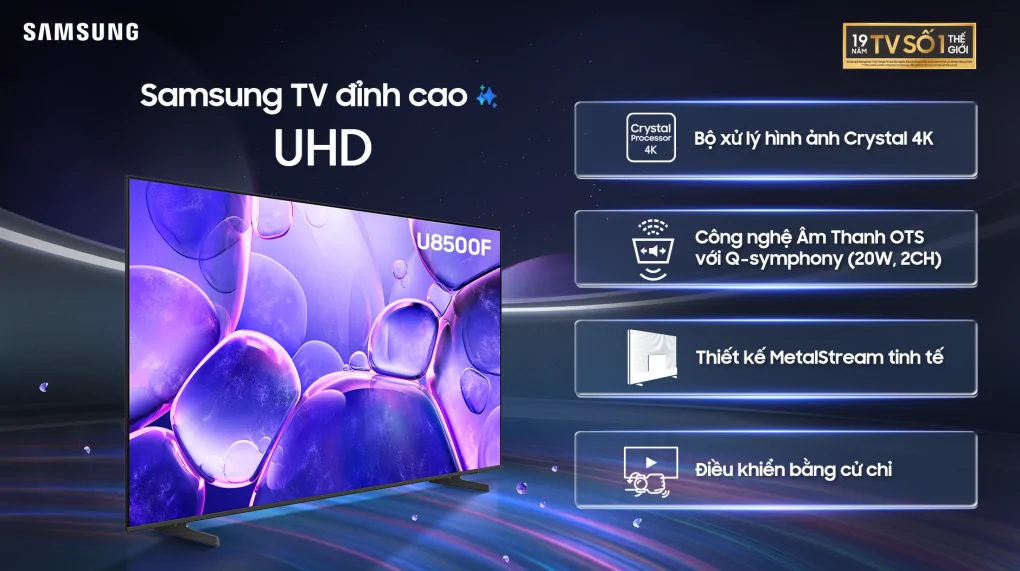 SAMSUNG
19 NĂM TV SỐ 1 THẾ GIỚI
Samsung TV đỉnh cao
UHD
U8500F
Crystal
Processor
4K
Bộ xử lý hình ảnh Crystal 4K
Công nghệ Âm Thanh OTS
với Q-symphony (20W, 2CH)
Thiết kế MetalStream tinh tế
Điều khiển bằng cử chỉ